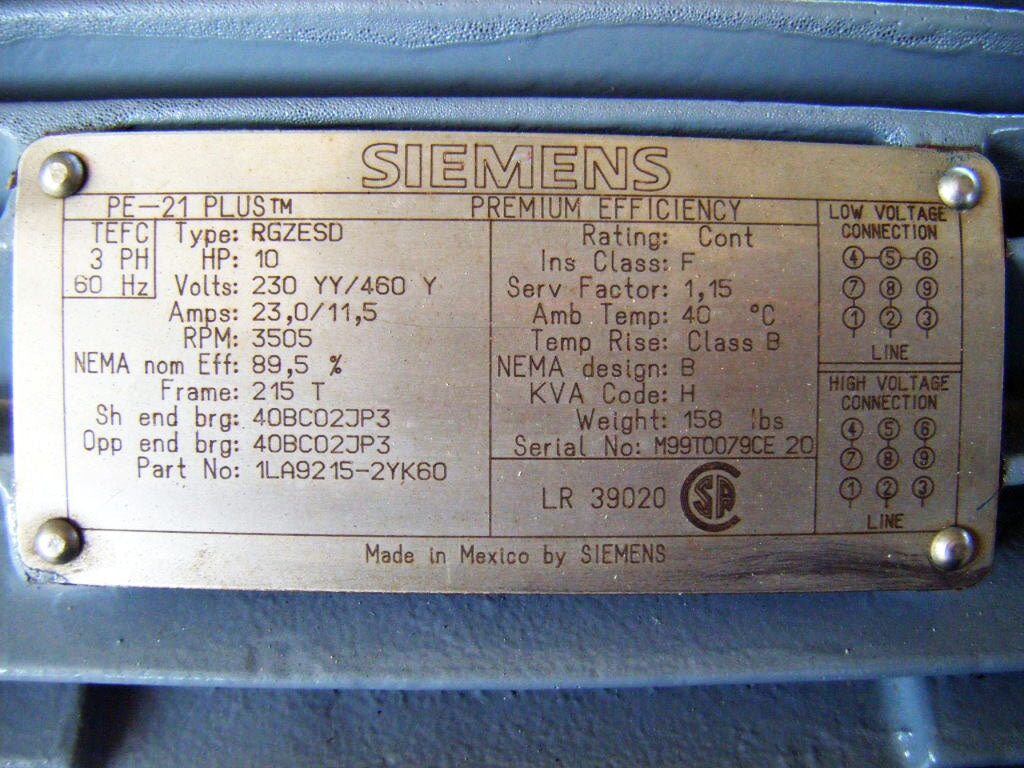 SIEMENS
PE-21 PLUS™ PREMIUM EFFICIENCY
TEFC
3 PH
60 Hz
Type: RGZESD
HP: 10
Volts: 230 YY/460 Y
Amps: 23,0/11,5
RPM: 3505
NEMA nom Eff: 89,5 %
Frame: 215 T
Sh end brg: 40BC02JP3
Opp end brg: 40BC02JP3
Part No: 1LA9215-2YK60
Rating: Cont
Ins Class: F
Serv Factor: 1,15
Amb Temp: 40 °C
Temp Rise: Class B
NEMA design: B
KVA Code: H
Weight: 158 lbs
Serial No: M99T0079CE 20
LR 39020 SA
LOW VOLTAGE
CONNECTION
4 5 6
7 8 9
1 2 3
LINE
HIGH VOLTAGE
CONNECTION
4 5 6
7 8 9
1 2 3
LINE
Made in Mexico by SIEMENS